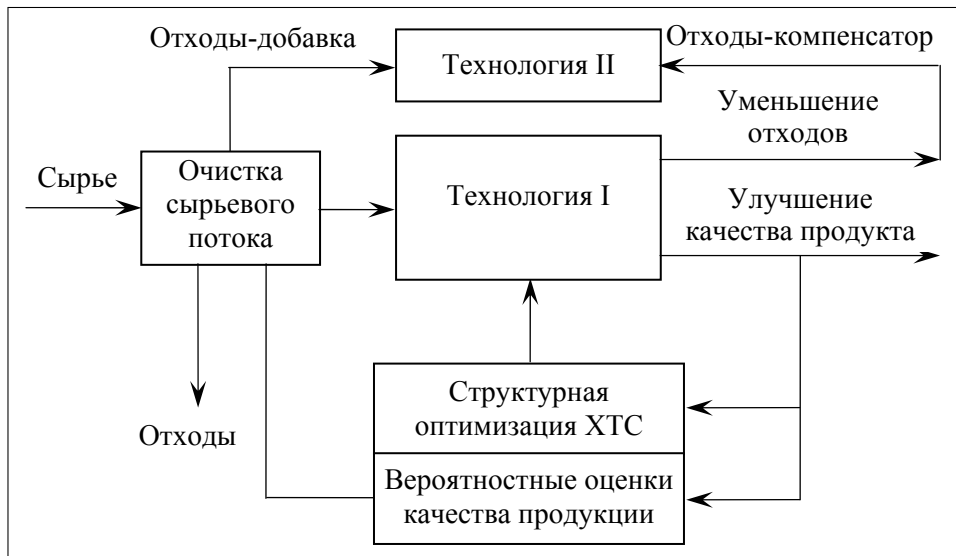 Отходы-добавка
Технология II
Отходы-компенсатор
Уменьшение
отходов
Сырье
Очистка
сырьевого
потока
Технология I
Улучшение
качества продукта
Отходы
Структурная
оптимизация ХТС
Вероятностные оценки
качества продукции